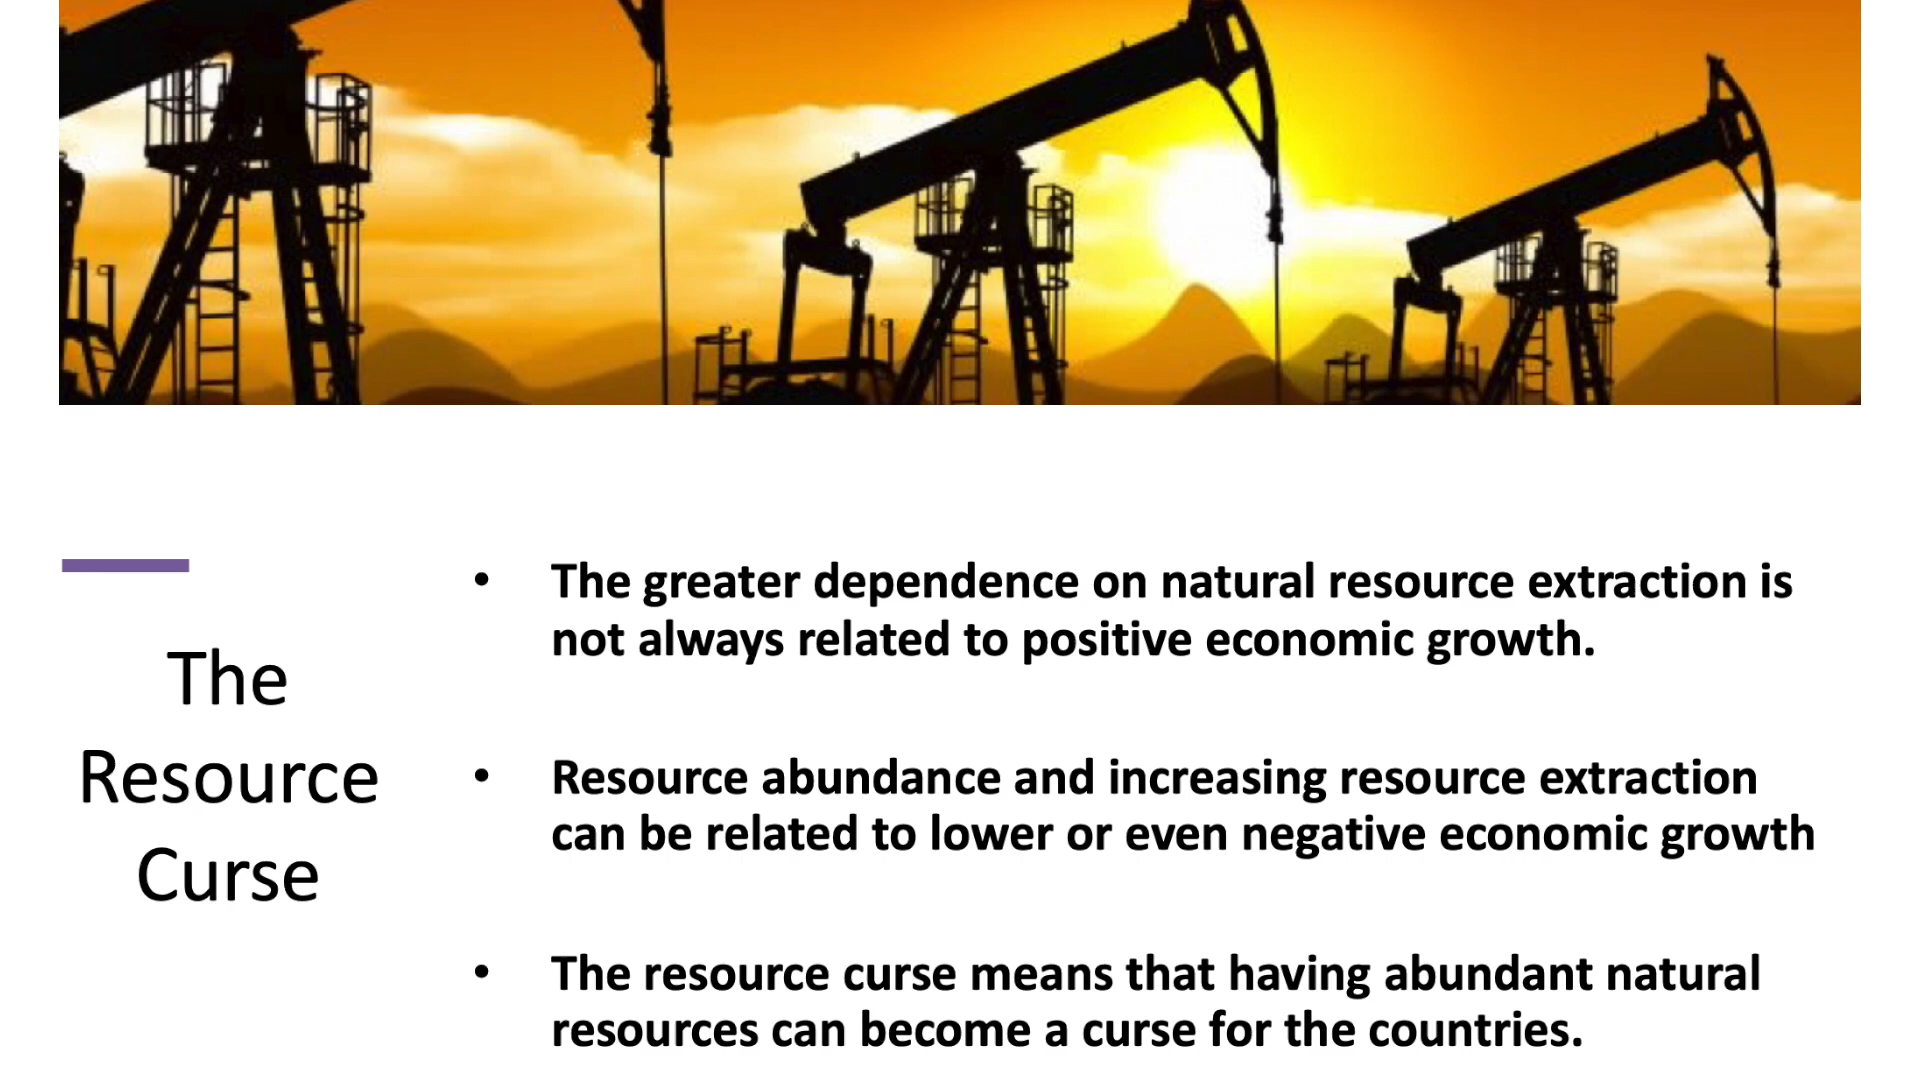 The
Resource
Curse
• The greater dependence on natural resource extraction is
not always related to positive economic growth.
• Resource abundance and increasing resource extraction
can be related to lower or even negative economic growth
• The resource curse means that having abundant natural
resources can become a curse for the countries.